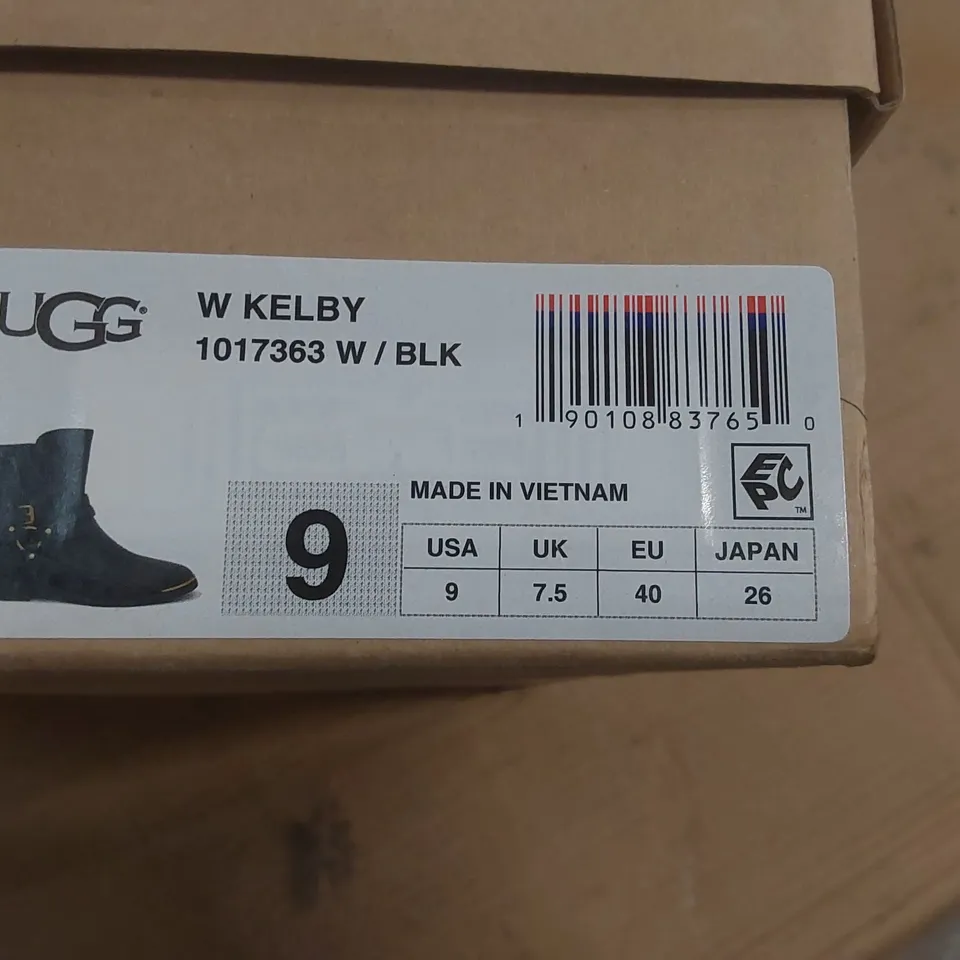 UGG®
W KELBY
1017363 W / BLK
1 90108 83765 0
EPC™
MADE IN VIETNAM
9
USA UK EU JAPAN
9 7.5 40 26